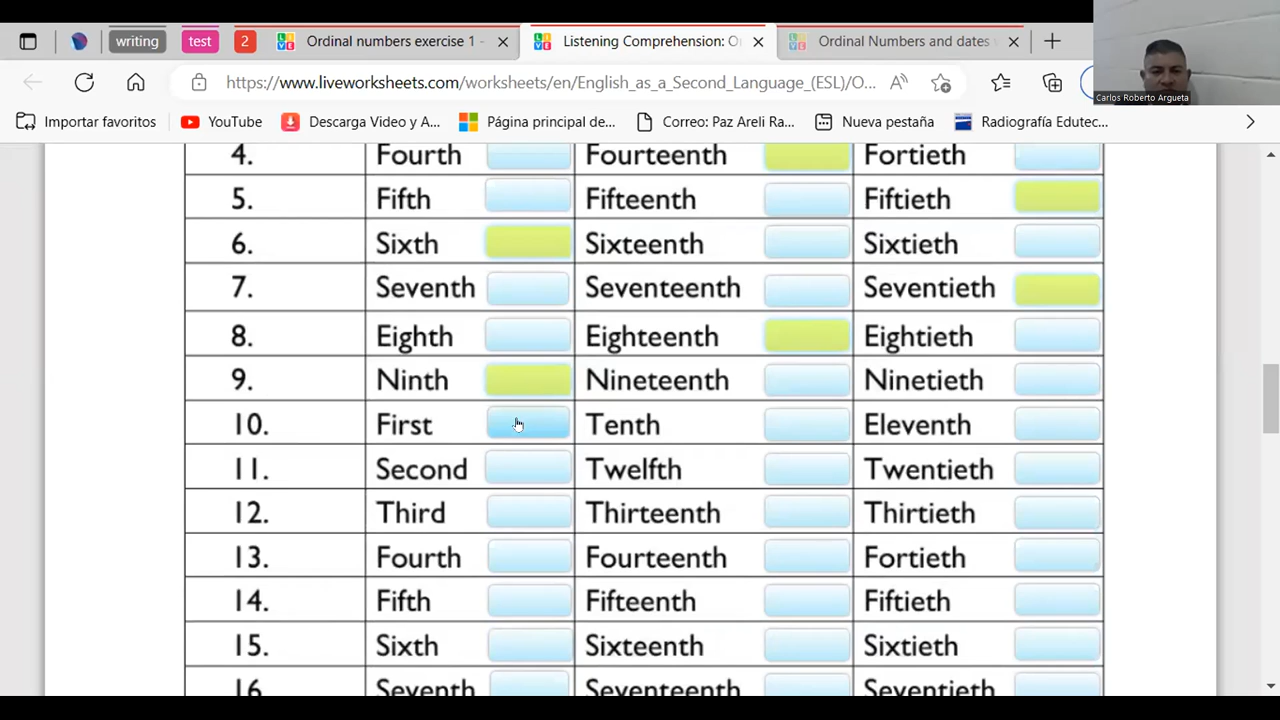 writing test 2 Ordinal numbers exercise 1 - Listening Comprehension: O Ordinal Numbers and dates
https://www.liveworksheets.com/worksheets/en/English_as_a_Second_Language_(ESL)/O...
Carlos Roberto Argueta
Importar favoritos YouTube Descarga Video y A... Página principal de... Correo: Paz Areli Ra... Nueva pestaña Radiografía Edutec...
4. Fourth Fourteenth Fortieth
5. Fifth Fifteenth Fiftieth
6. Sixth Sixteenth Sixtieth
7. Seventh Seventeenth Seventieth
8. Eighth Eighteenth Eightieth
9. Ninth Nineteenth Ninetieth
10. First Tenth Eleventh
11. Second Twelfth Twentieth
12. Third Thirteenth Thirtieth
13. Fourth Fourteenth Fortieth
14. Fifth Fifteenth Fiftieth
15. Sixth Sixteenth Sixtieth
16. Seventh Seventeenth Seventieth